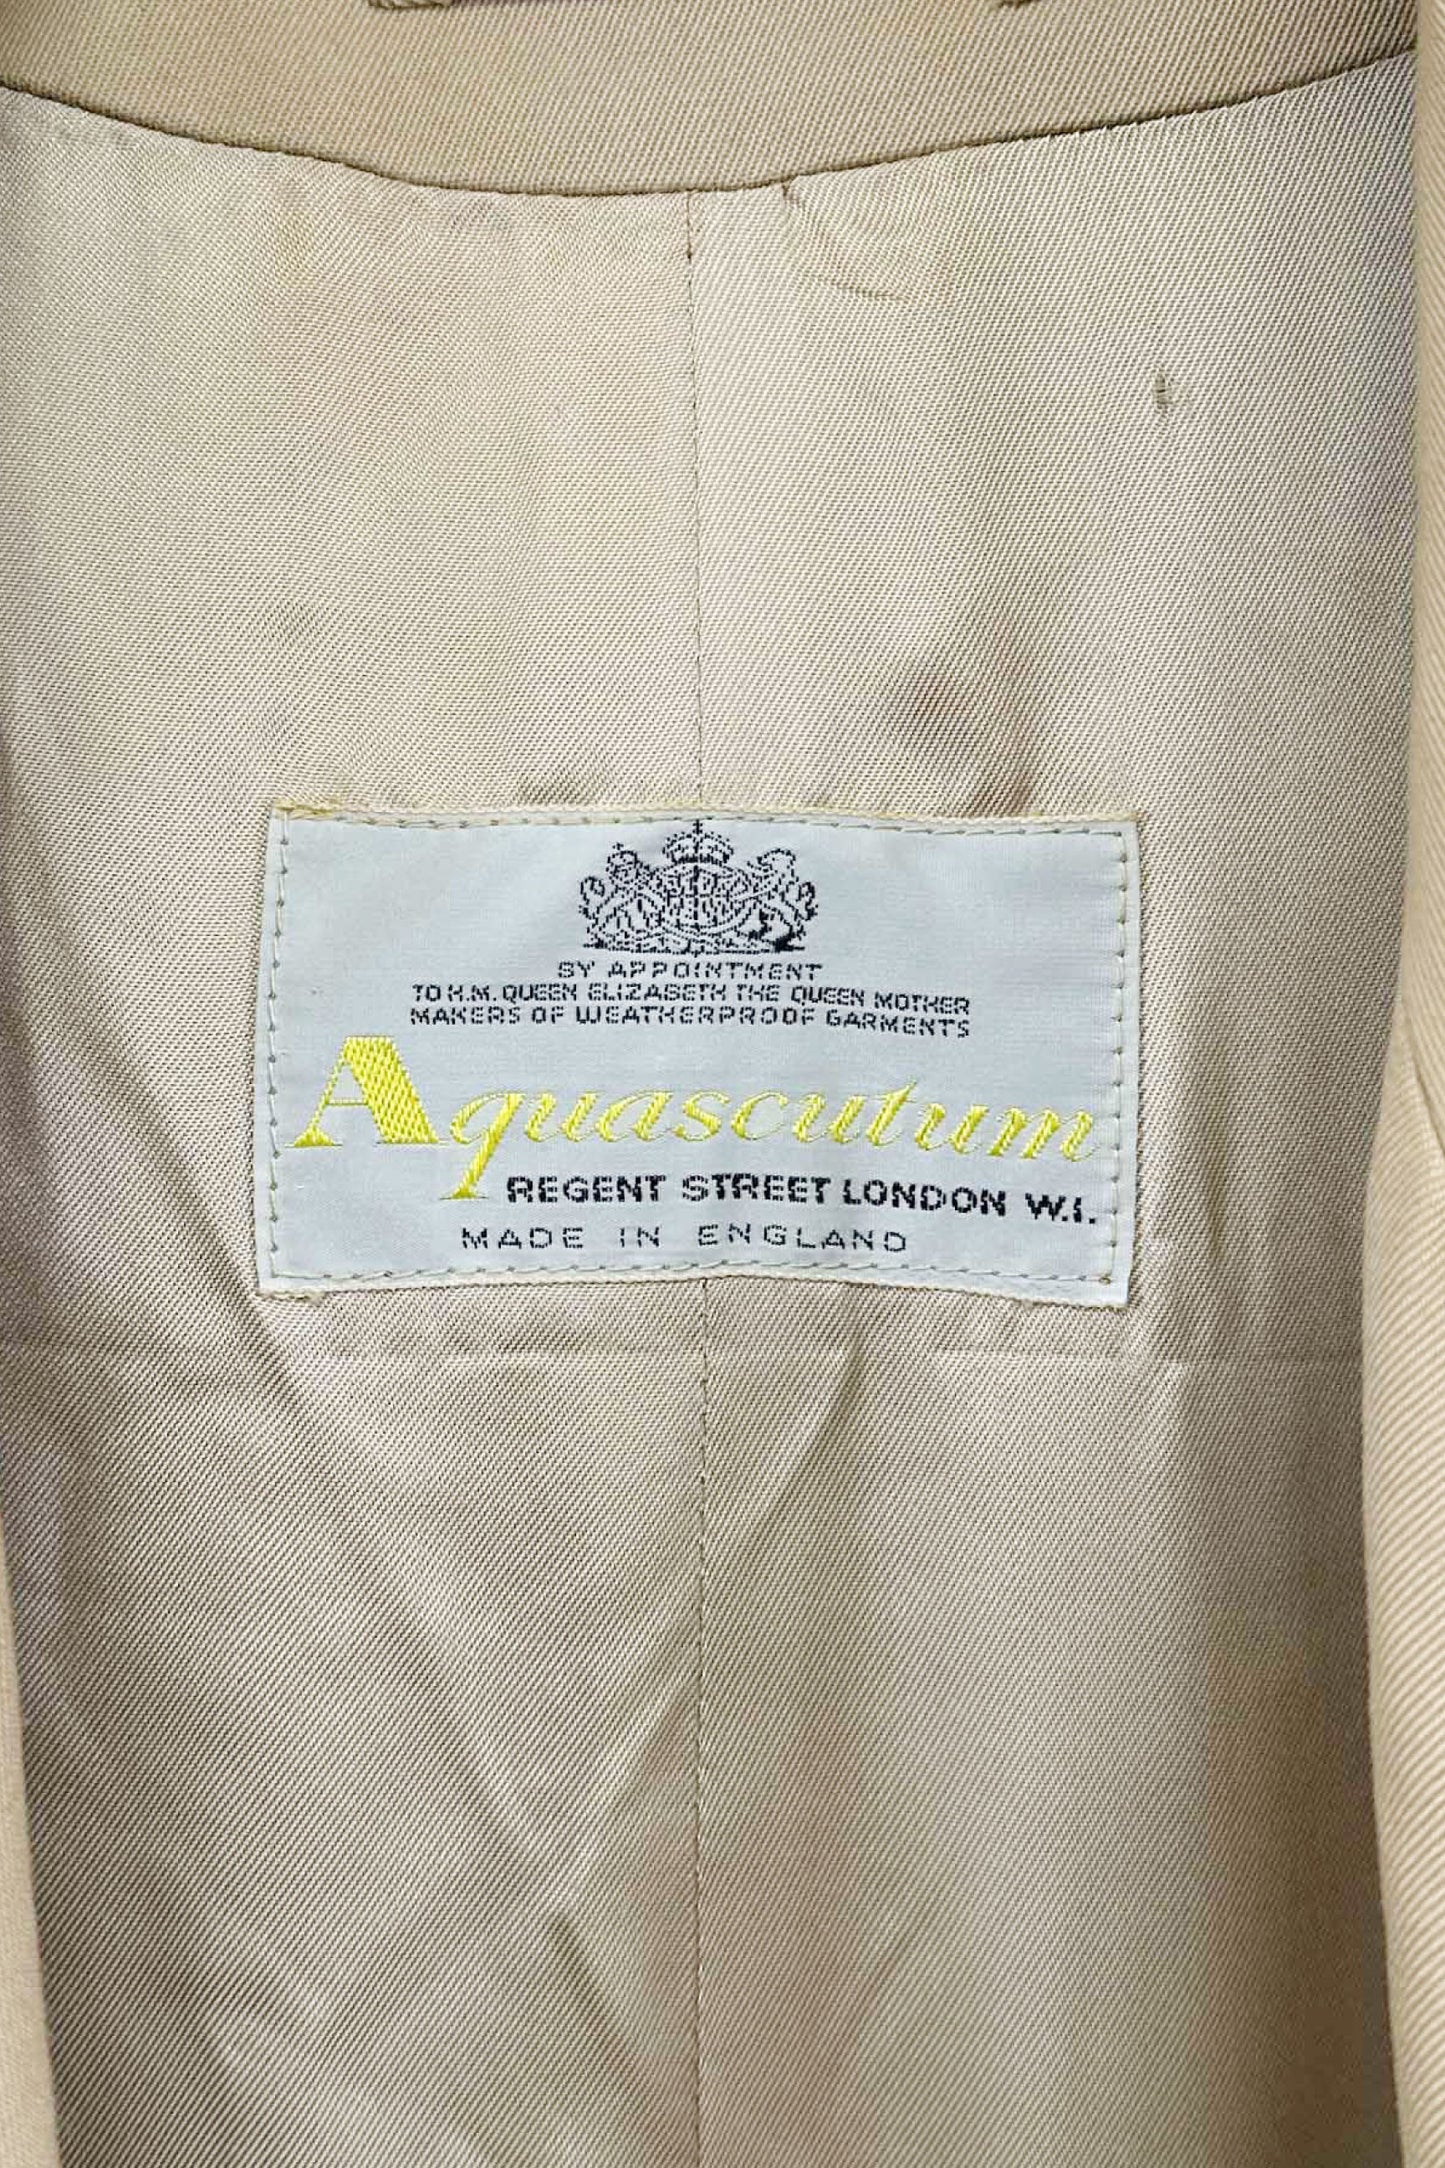 BY APPOINTMENT
TO H.M. QUEEN ELIZABETH THE QUEEN MOTHER
MAKERS OF WEATHERPROOF GARMENTS
Aquascutum
REGENT STREET LONDON W.1.
MADE IN ENGLAND